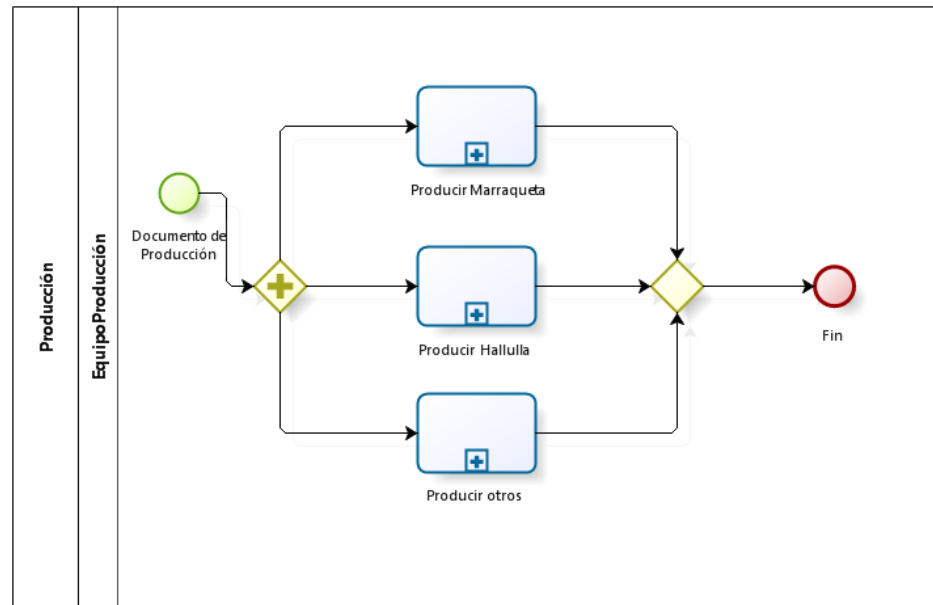 Producción
EquipoProducción
Documento de
Producción
Producir Marraqueta
Producir Hallulla
Producir otros
Fin